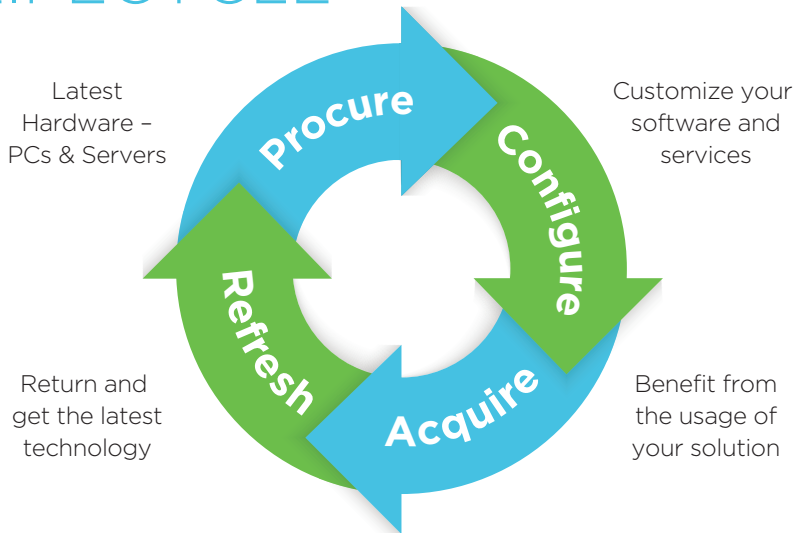 Latest
Hardware –
PCs & Servers
Procure
Customize your
software and
services
Configure
Benefit from
the usage of
your solution
Acquire
Return and
get the latest
technology
Refresh